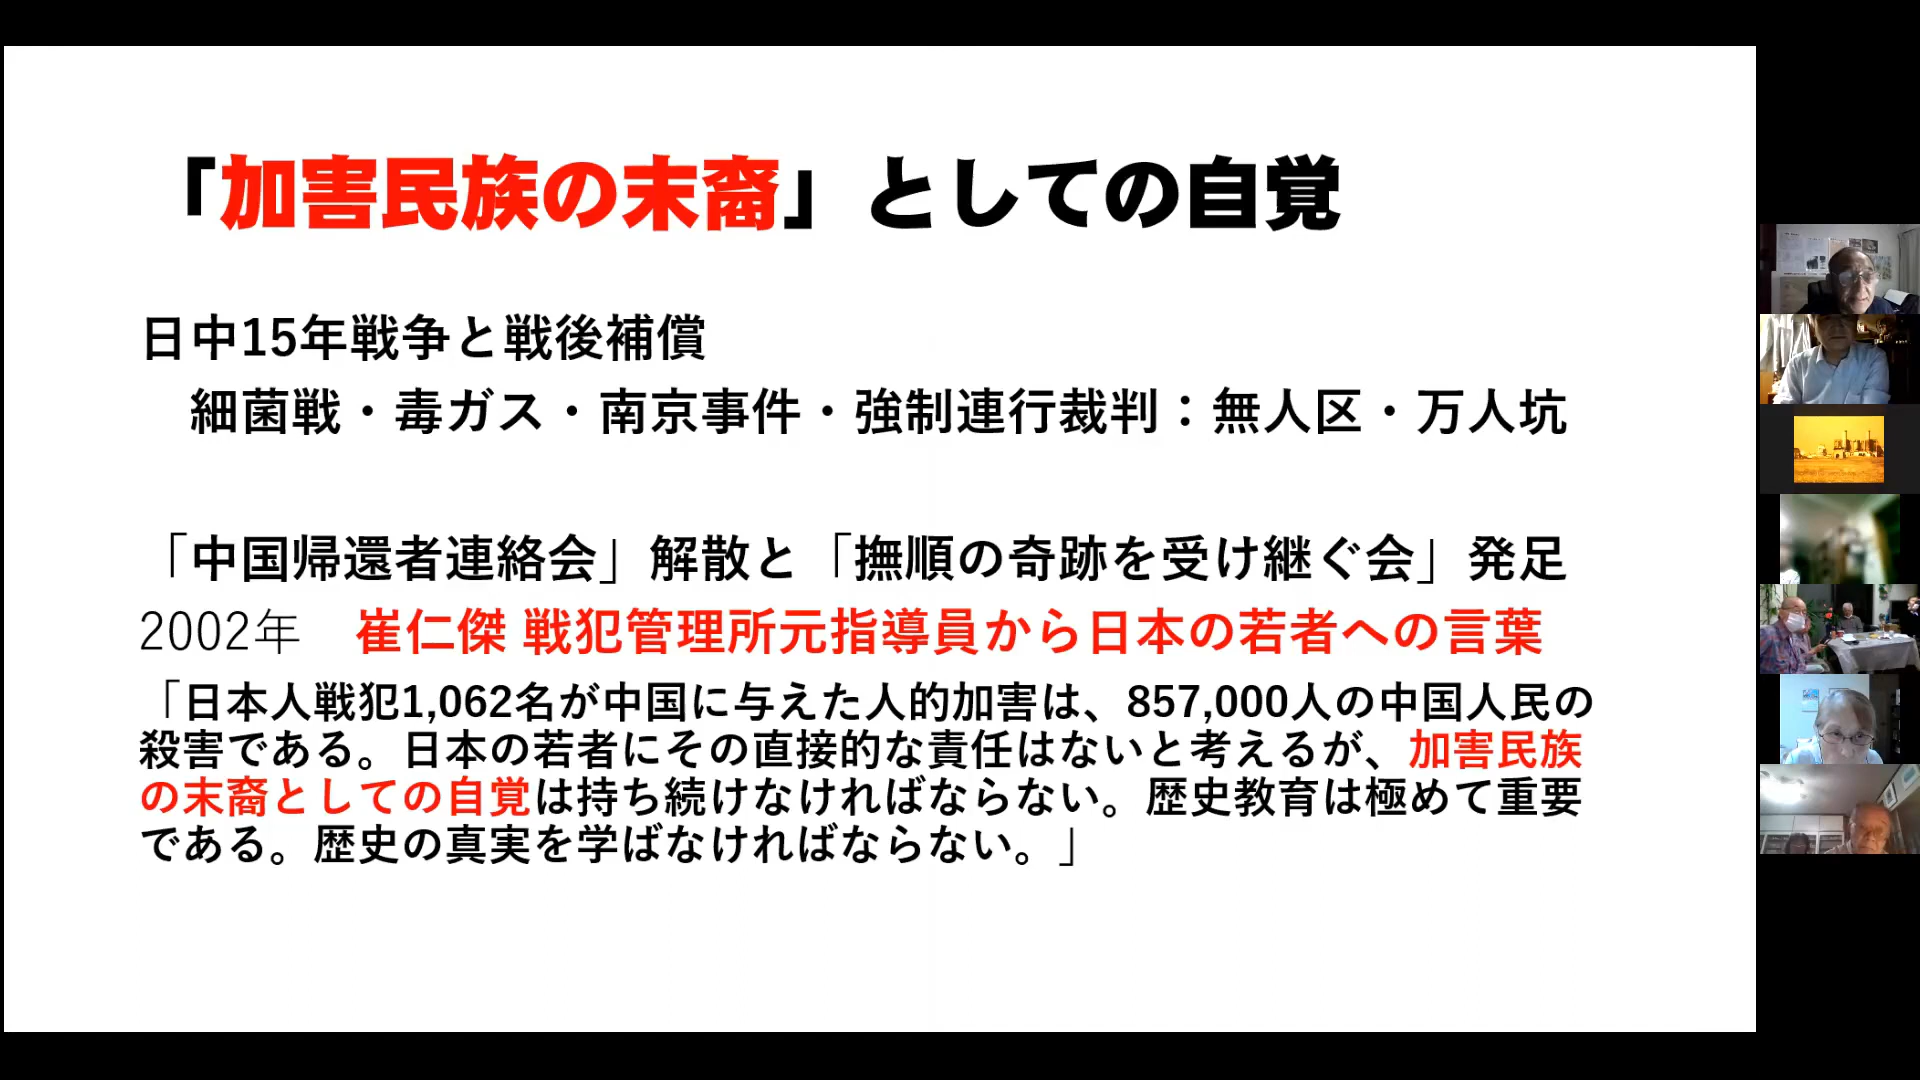 「加害民族の末裔」としての自覚
日中15年戦争と戦後補償
細菌戦・毒ガス・南京事件・強制連行裁判：無人区・万人坑
「中国帰還者連絡会」解散と「撫順の奇跡を受け継ぐ会」発足
2002年　崔仁傑 戦犯管理所元指導員から日本の若者への言葉
「日本人戦犯1,062名が中国に与えた人的加害は、857,000人の中国人民の
殺害である。日本の若者にその直接的な責任はないと考えるが、加害民族
の末裔としての自覚は持ち続けなければならない。歴史教育は極めて重要
である。歴史の真実を学ばなければならない。」